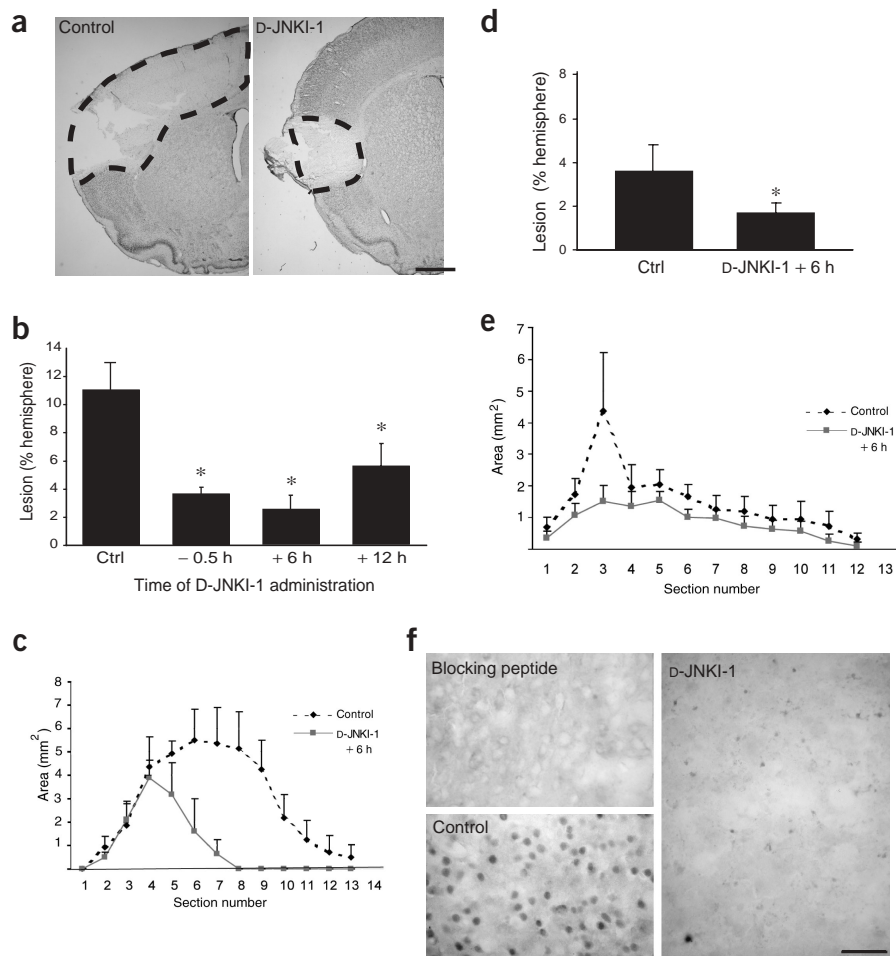 a
Control
D-JNKI-1
b
Lesion (% hemisphere)
14
12
10
8
6
4
2
0
*
*
*
Ctrl
– 0.5 h
+ 6 h
+ 12 h
Time of D-JNKI-1 administration
c
Area (mm2)
8
7
6
5
4
3
2
1
Control
D-JNKI-1
+ 6 h
1 2 3 4 5 6 7 8 9 10 11 12 13 14
Section number
d
Lesion (% hemisphere)
8
6
4
2
0
*
Ctrl
D-JNKI-1 + 6 h
e
Area (mm2)
7
6
5
4
3
2
1
Control
D-JNKI-1
+ 6 h
1 2 3 4 5 6 7 8 9 10 11 12 13
Section number
f
Blocking peptide
Control
D-JNKI-1